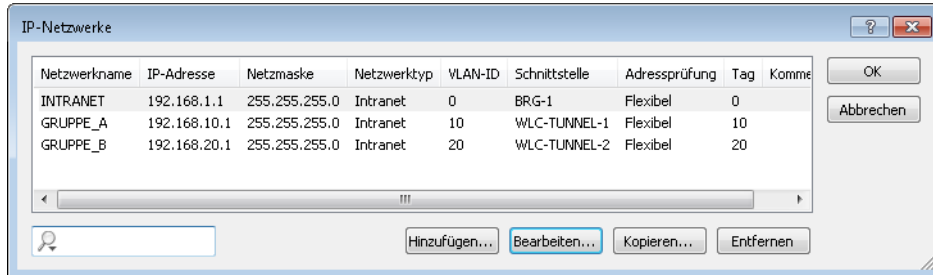 IP-Netzwerke
Netzwerkname IP-Adresse Netzmaske Netzwerktyp VLAN-ID Schnittstelle Adressprüfung Tag Komme
INTRANET 192.168.1.1 255.255.255.0 Intranet 0 BRG-1 Flexibel 0
GRUPPE_A 192.168.10.1 255.255.255.0 Intranet 10 WLC-TUNNEL-1 Flexibel 10
GRUPPE_B 192.168.20.1 255.255.255.0 Intranet 20 WLC-TUNNEL-2 Flexibel 20
OK
Abbrechen
Hinzufügen... Bearbeiten... Kopieren... Entfernen